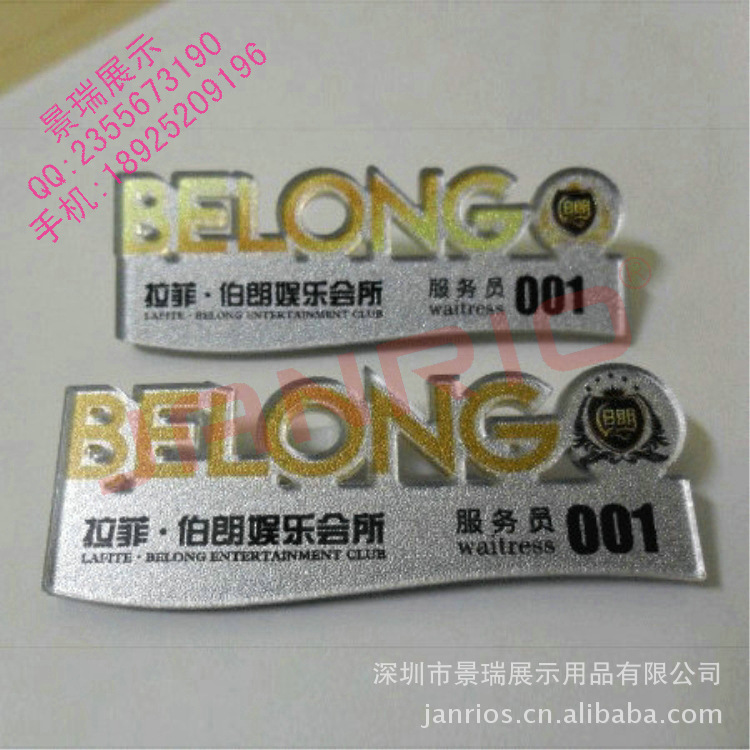 景瑞展示
QQ:2355673190
手机:18925209196
BELONG
拉菲·伯朗娱乐会所
LAFITE·BELONG ENTERTAINMENT CLUB
服务员
waitress
001
BELONG
伯朗
拉菲·伯朗娱乐会所
LAFITE·BELONG ENTERTAINMENT CLUB
服务员
waitress
001
JANRIO®
深圳市景瑞展示用品有限公司
janrios.cn.alibaba.com